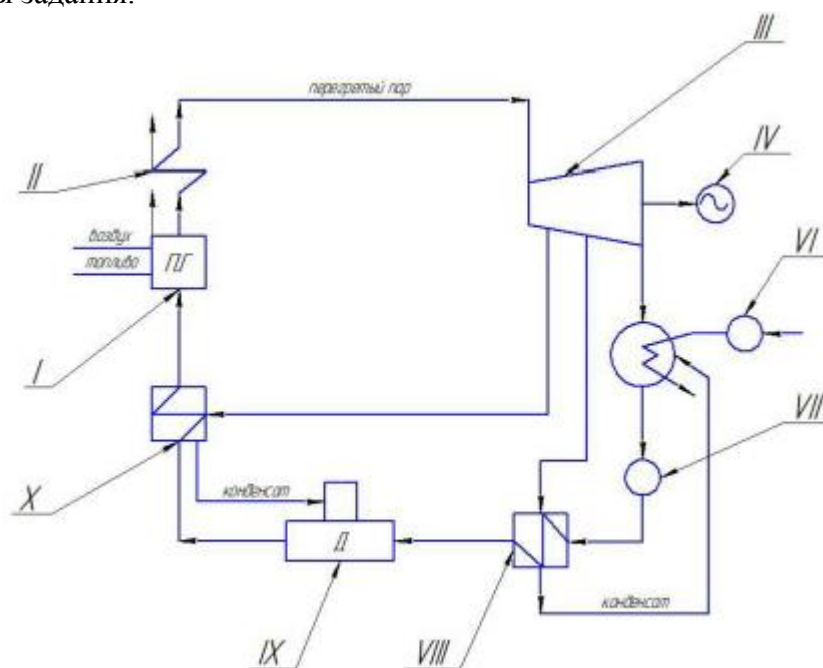 задания.
III
перегретый пар
IV
II
воздух
топливо
ПГ
VI
I
VII
X
конденсат
Д
конденсат
IX
VIII